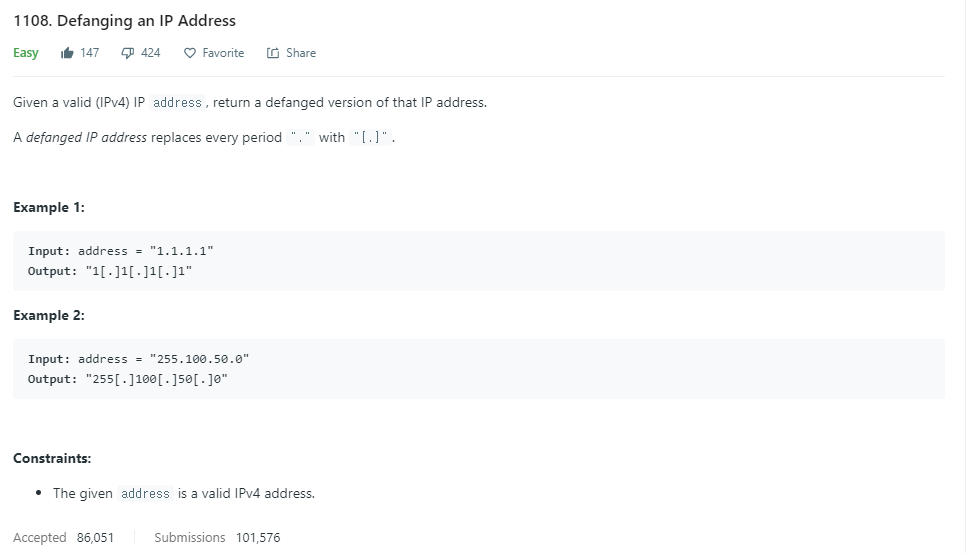 1108. Defanging an IP Address
Easy 147 424 Favorite Share
Given a valid (IPv4) IP address, return a defanged version of that IP address.
A defanged IP address replaces every period "." with "[.]".
Example 1:
Input: address = "1.1.1.1"
Output: "1[.]1[.]1[.]1"
Example 2:
Input: address = "255.100.50.0"
Output: "255[.]100[.]50[.]0"
Constraints:
• The given address is a valid IPv4 address.
Accepted 86,051 Submissions 101,576